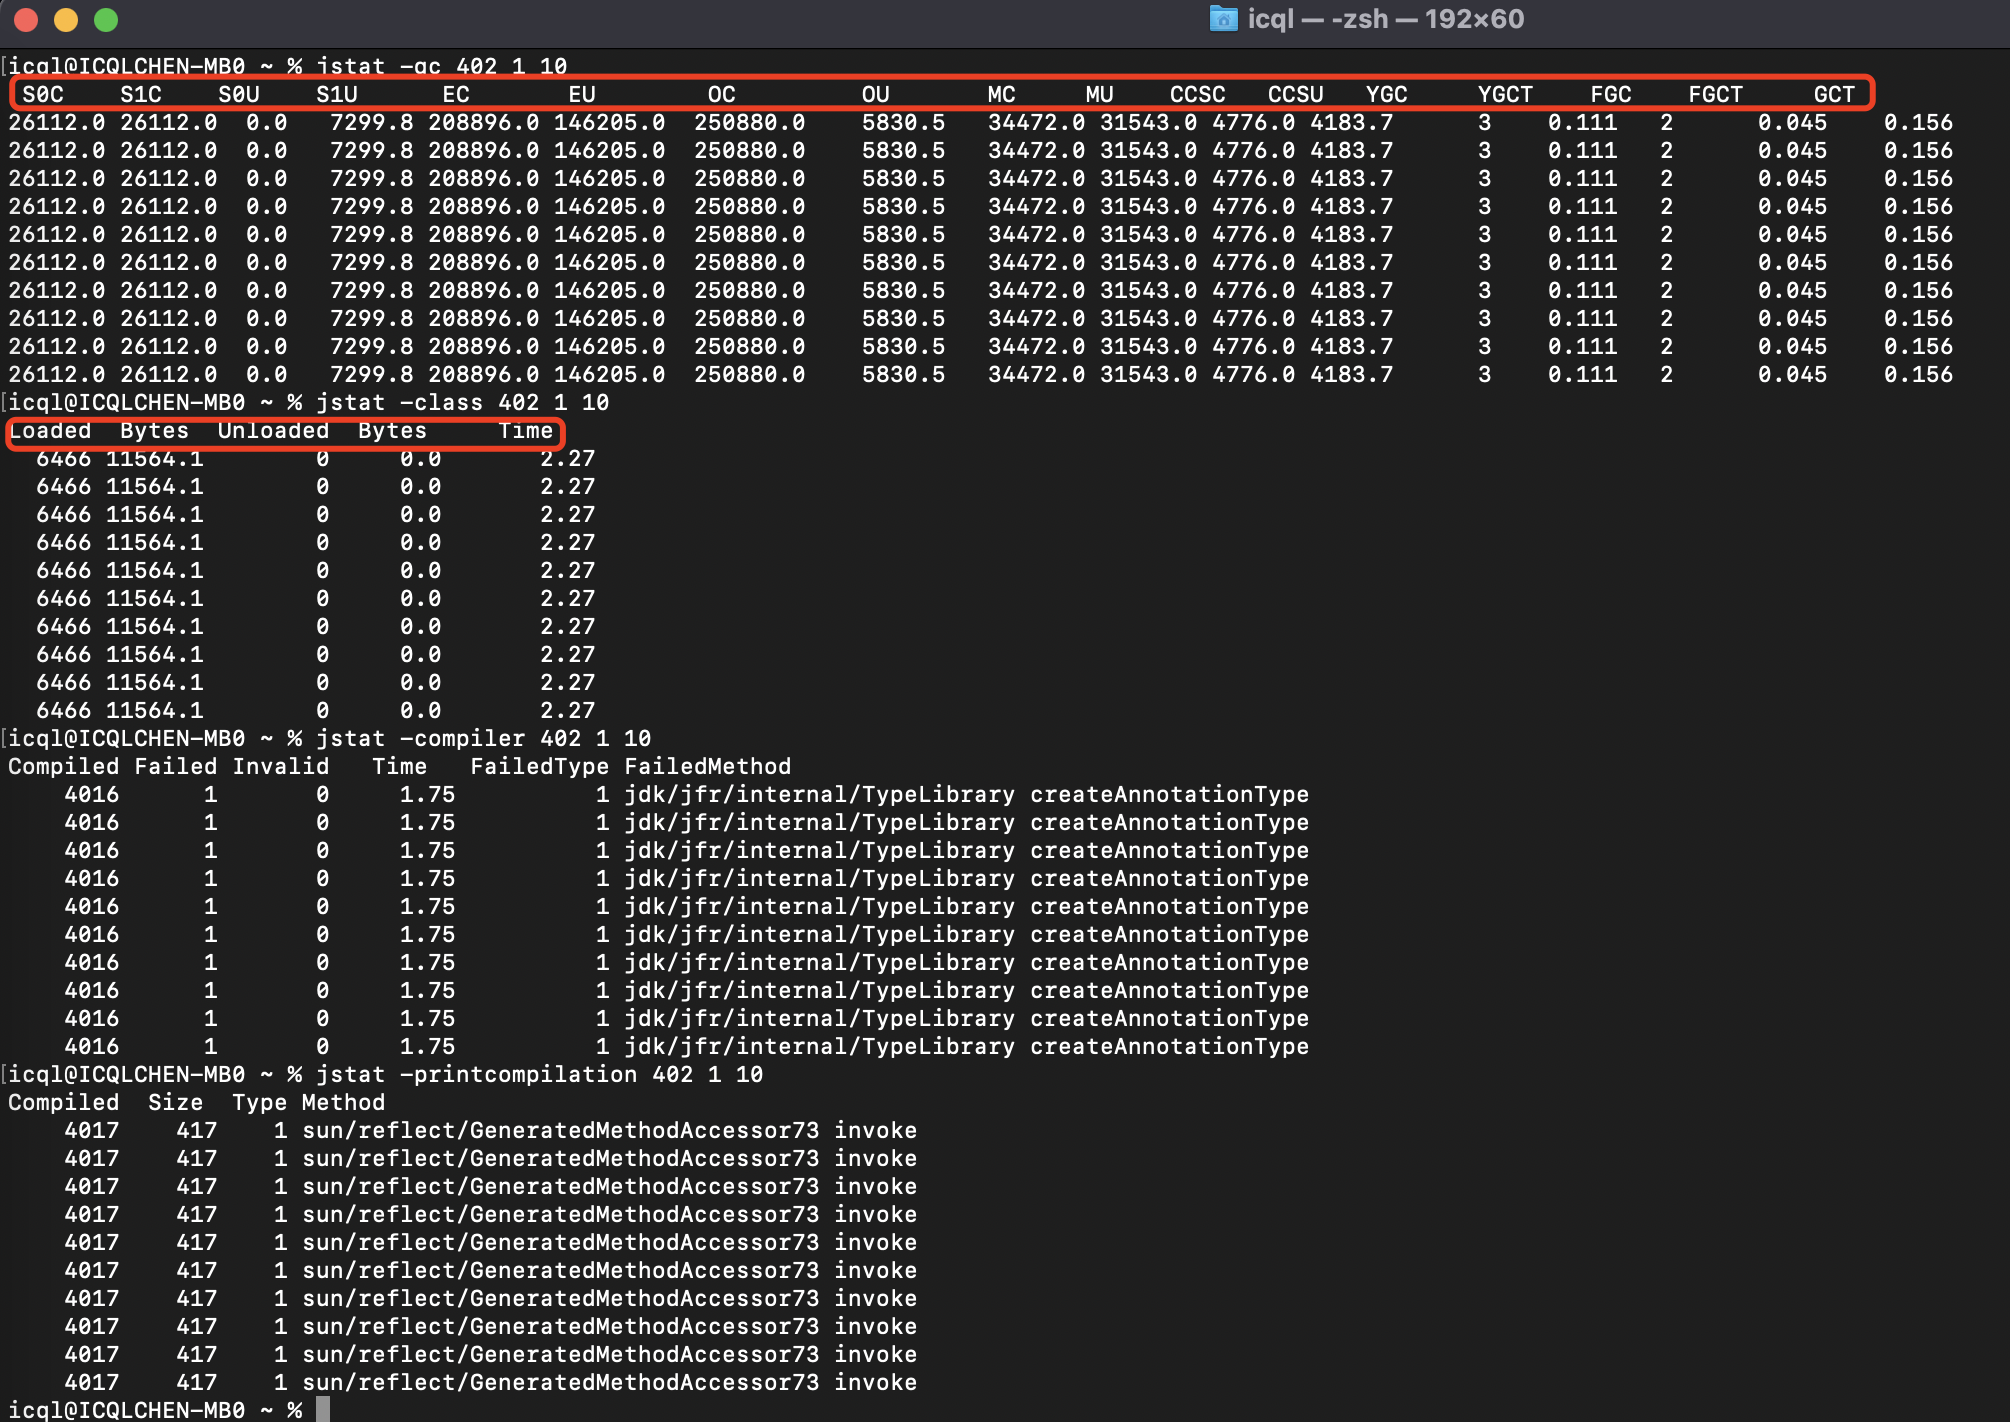 icql — -zsh — 192×60
[icql@ICQLCHEN-MB0 ~ % jstat -gc 402 1 10
S0C S1C S0U S1U EC EU OC OU MC MU CCSC CCSU YGC YGCT FGC FGCT GCT
26112.0 26112.0 0.0 7299.8 208896.0 146205.0 250880.0 5830.5 34472.0 31543.0 4776.0 4183.7 3 0.111 2 0.045 0.156
26112.0 26112.0 0.0 7299.8 208896.0 146205.0 250880.0 5830.5 34472.0 31543.0 4776.0 4183.7 3 0.111 2 0.045 0.156
26112.0 26112.0 0.0 7299.8 208896.0 146205.0 250880.0 5830.5 34472.0 31543.0 4776.0 4183.7 3 0.111 2 0.045 0.156
26112.0 26112.0 0.0 7299.8 208896.0 146205.0 250880.0 5830.5 34472.0 31543.0 4776.0 4183.7 3 0.111 2 0.045 0.156
26112.0 26112.0 0.0 7299.8 208896.0 146205.0 250880.0 5830.5 34472.0 31543.0 4776.0 4183.7 3 0.111 2 0.045 0.156
26112.0 26112.0 0.0 7299.8 208896.0 146205.0 250880.0 5830.5 34472.0 31543.0 4776.0 4183.7 3 0.111 2 0.045 0.156
26112.0 26112.0 0.0 7299.8 208896.0 146205.0 250880.0 5830.5 34472.0 31543.0 4776.0 4183.7 3 0.111 2 0.045 0.156
26112.0 26112.0 0.0 7299.8 208896.0 146205.0 250880.0 5830.5 34472.0 31543.0 4776.0 4183.7 3 0.111 2 0.045 0.156
26112.0 26112.0 0.0 7299.8 208896.0 146205.0 250880.0 5830.5 34472.0 31543.0 4776.0 4183.7 3 0.111 2 0.045 0.156
26112.0 26112.0 0.0 7299.8 208896.0 146205.0 250880.0 5830.5 34472.0 31543.0 4776.0 4183.7 3 0.111 2 0.045 0.156
[icql@ICQLCHEN-MB0 ~ % jstat -class 402 1 10
Loaded Bytes Unloaded Bytes Time
6466 11564.1 0 0.0 2.27
6466 11564.1 0 0.0 2.27
6466 11564.1 0 0.0 2.27
6466 11564.1 0 0.0 2.27
6466 11564.1 0 0.0 2.27
6466 11564.1 0 0.0 2.27
6466 11564.1 0 0.0 2.27
6466 11564.1 0 0.0 2.27
6466 11564.1 0 0.0 2.27
6466 11564.1 0 0.0 2.27
[icql@ICQLCHEN-MB0 ~ % jstat -compiler 402 1 10
Compiled Failed Invalid Time FailedType FailedMethod
4016 1 0 1.75 1 jdk/jfr/internal/TypeLibrary createAnnotationType
4016 1 0 1.75 1 jdk/jfr/internal/TypeLibrary createAnnotationType
4016 1 0 1.75 1 jdk/jfr/internal/TypeLibrary createAnnotationType
4016 1 0 1.75 1 jdk/jfr/internal/TypeLibrary createAnnotationType
4016 1 0 1.75 1 jdk/jfr/internal/TypeLibrary createAnnotationType
4016 1 0 1.75 1 jdk/jfr/internal/TypeLibrary createAnnotationType
4016 1 0 1.75 1 jdk/jfr/internal/TypeLibrary createAnnotationType
4016 1 0 1.75 1 jdk/jfr/internal/TypeLibrary createAnnotationType
4016 1 0 1.75 1 jdk/jfr/internal/TypeLibrary createAnnotationType
4016 1 0 1.75 1 jdk/jfr/internal/TypeLibrary createAnnotationType
[icql@ICQLCHEN-MB0 ~ % jstat -printcompilation 402 1 10
Compiled Size Type Method
4017 417 1 sun/reflect/GeneratedMethodAccessor73 invoke
4017 417 1 sun/reflect/GeneratedMethodAccessor73 invoke
4017 417 1 sun/reflect/GeneratedMethodAccessor73 invoke
4017 417 1 sun/reflect/GeneratedMethodAccessor73 invoke
4017 417 1 sun/reflect/GeneratedMethodAccessor73 invoke
4017 417 1 sun/reflect/GeneratedMethodAccessor73 invoke
4017 417 1 sun/reflect/GeneratedMethodAccessor73 invoke
4017 417 1 sun/reflect/GeneratedMethodAccessor73 invoke
4017 417 1 sun/reflect/GeneratedMethodAccessor73 invoke
4017 417 1 sun/reflect/GeneratedMethodAccessor73 invoke
icql@ICQLCHEN-MB0 ~ %